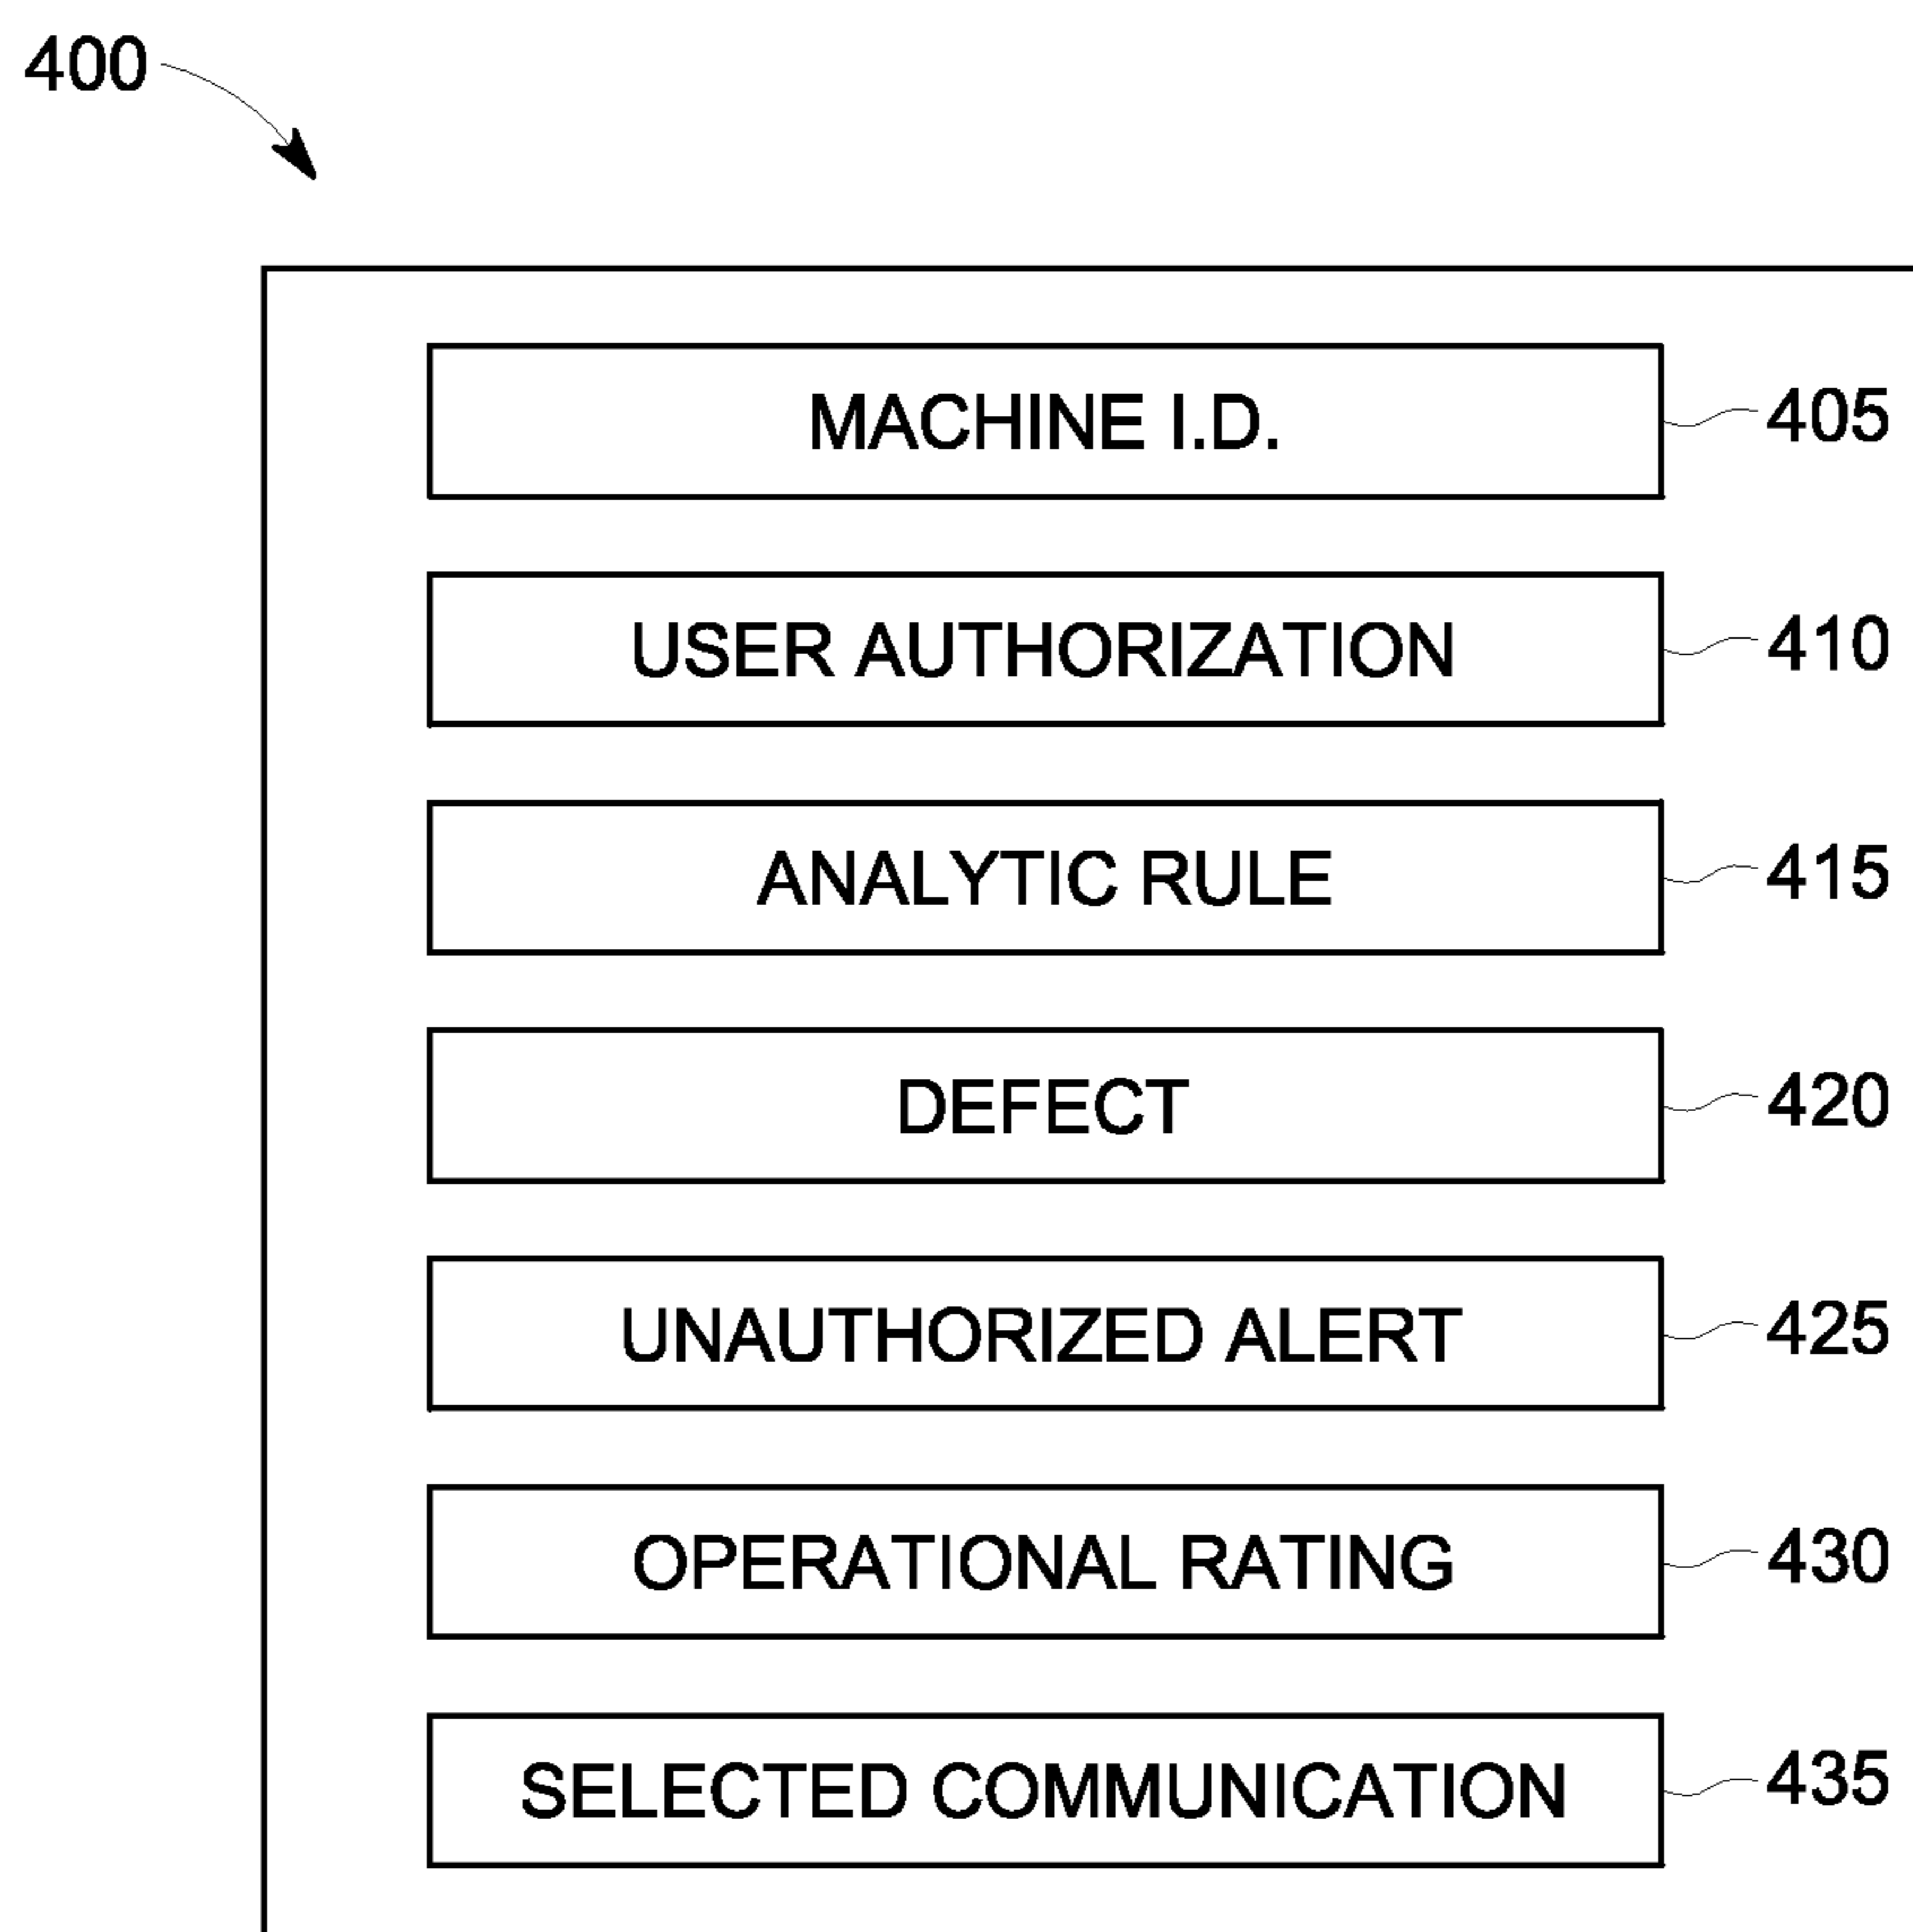 400
MACHINE I.D. 405
USER AUTHORIZATION 410
ANALYTIC RULE 415
DEFECT 420
UNAUTHORIZED ALERT 425
OPERATIONAL RATING 430
SELECTED COMMUNICATION 435